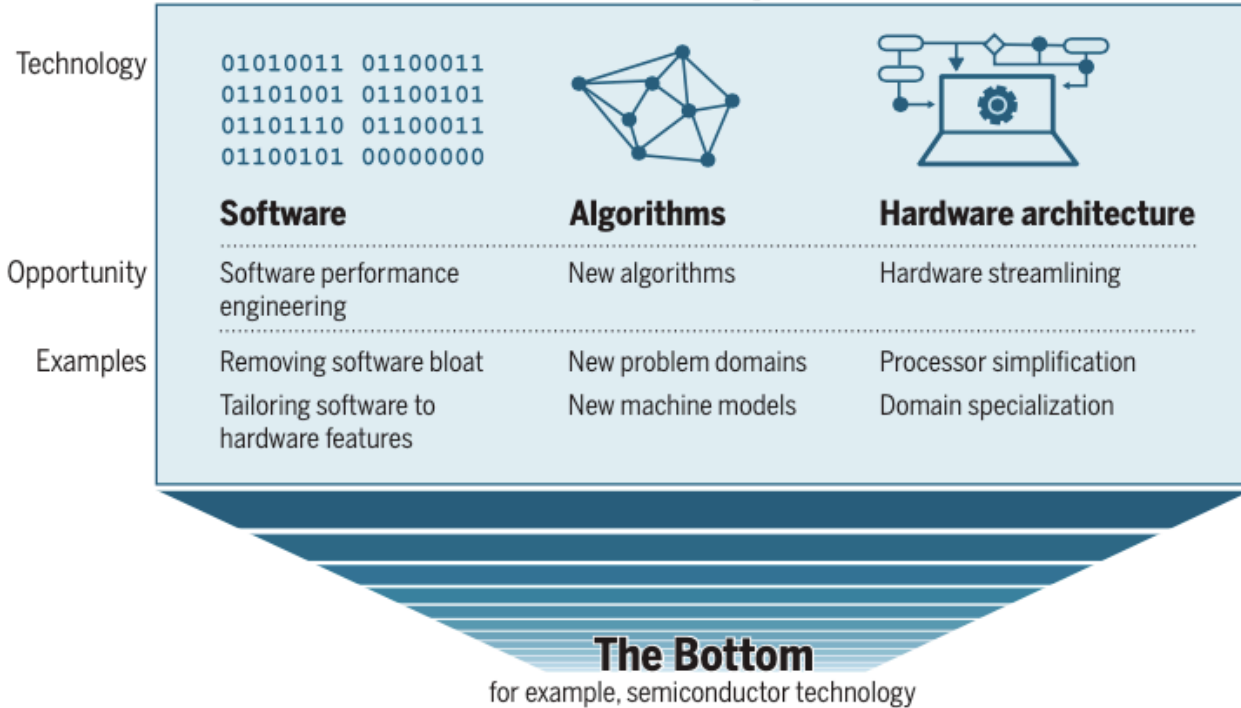 Technology
01010011 01100011
01101001 01100101
01101110 01100011
01100101 00000000
Software
Algorithms
Hardware architecture
Opportunity
Software performance
engineering
New algorithms
Hardware streamlining
Examples
Removing software bloat
New problem domains
Processor simplification
Tailoring software to
hardware features
New machine models
Domain specialization
The Bottom
for example, semiconductor technology